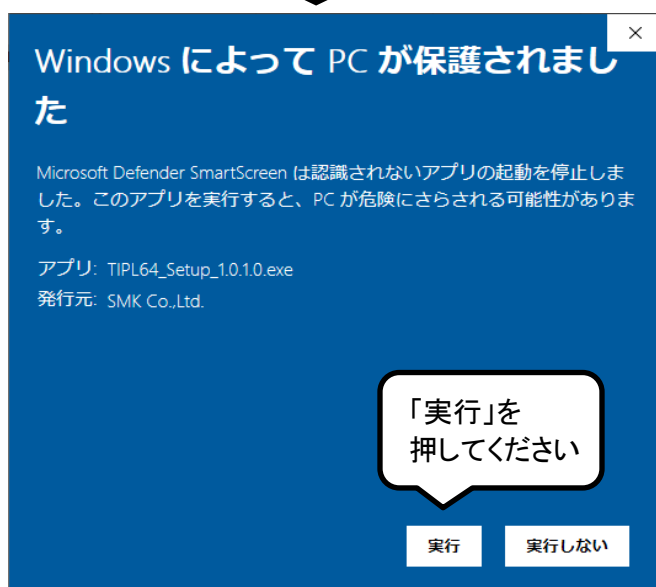 Windows によって PC が保護されまし
た
Microsoft Defender SmartScreen は認識されないアプリの起動を停止しま
した。このアプリを実行すると、PC が危険にさらされる可能性がありま
す。
アプリ: TIPL64_Setup_1.0.1.0.exe
発行元: SMK Co.,Ltd.
「実行」を
押してください
実行 実行しない